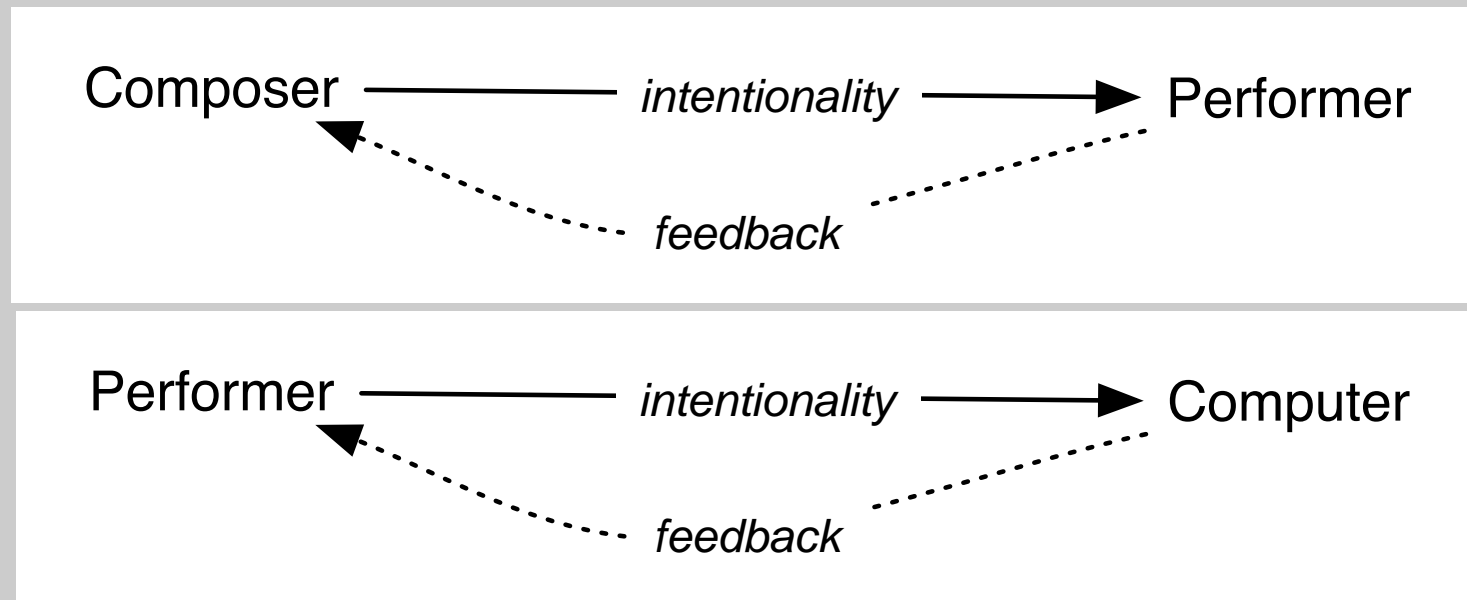 Composer intentionality Performer
feedback
Performer intentionality Computer
feedback